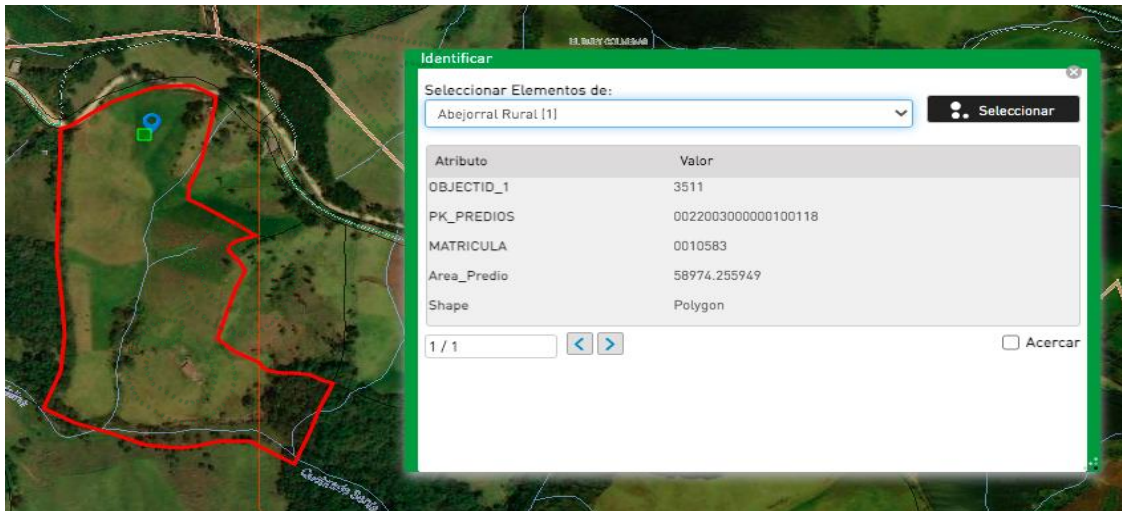 Identificar
Seleccionar Elementos de:
Abejorral Rural [1]
Seleccionar
Atributo Valor
OBJECTID_1 3511
PK_PREDIOS 0022003000000100118
MATRICULA 0010583
Area_Predio 58974.255949
Shape Polygon
1 / 1
Acercar
Quebrada